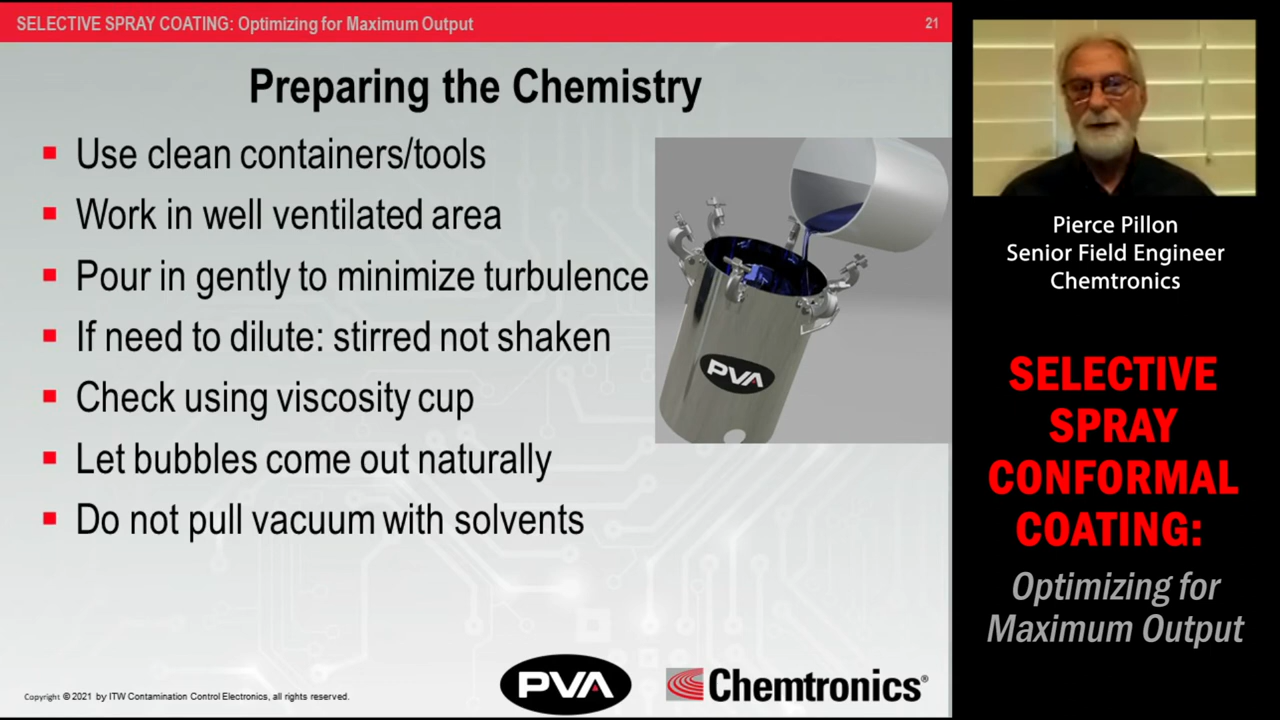 SELECTIVE SPRAY COATING: Optimizing for Maximum Output
21
Preparing the Chemistry
Use clean containers/tools
Work in well ventilated area
Pour in gently to minimize turbulence
If need to dilute: stirred not shaken
Check using viscosity cup
Let bubbles come out naturally
Do not pull vacuum with solvents
PVA
Copyright © 2021 by ITW Contamination Control Electronics, all rights reserved.
PVA
Chemtronics®
Pierce Pillon
Senior Field Engineer
Chemtronics
SELECTIVE
SPRAY
CONFORMAL
COATING:
Optimizing for
Maximum Output